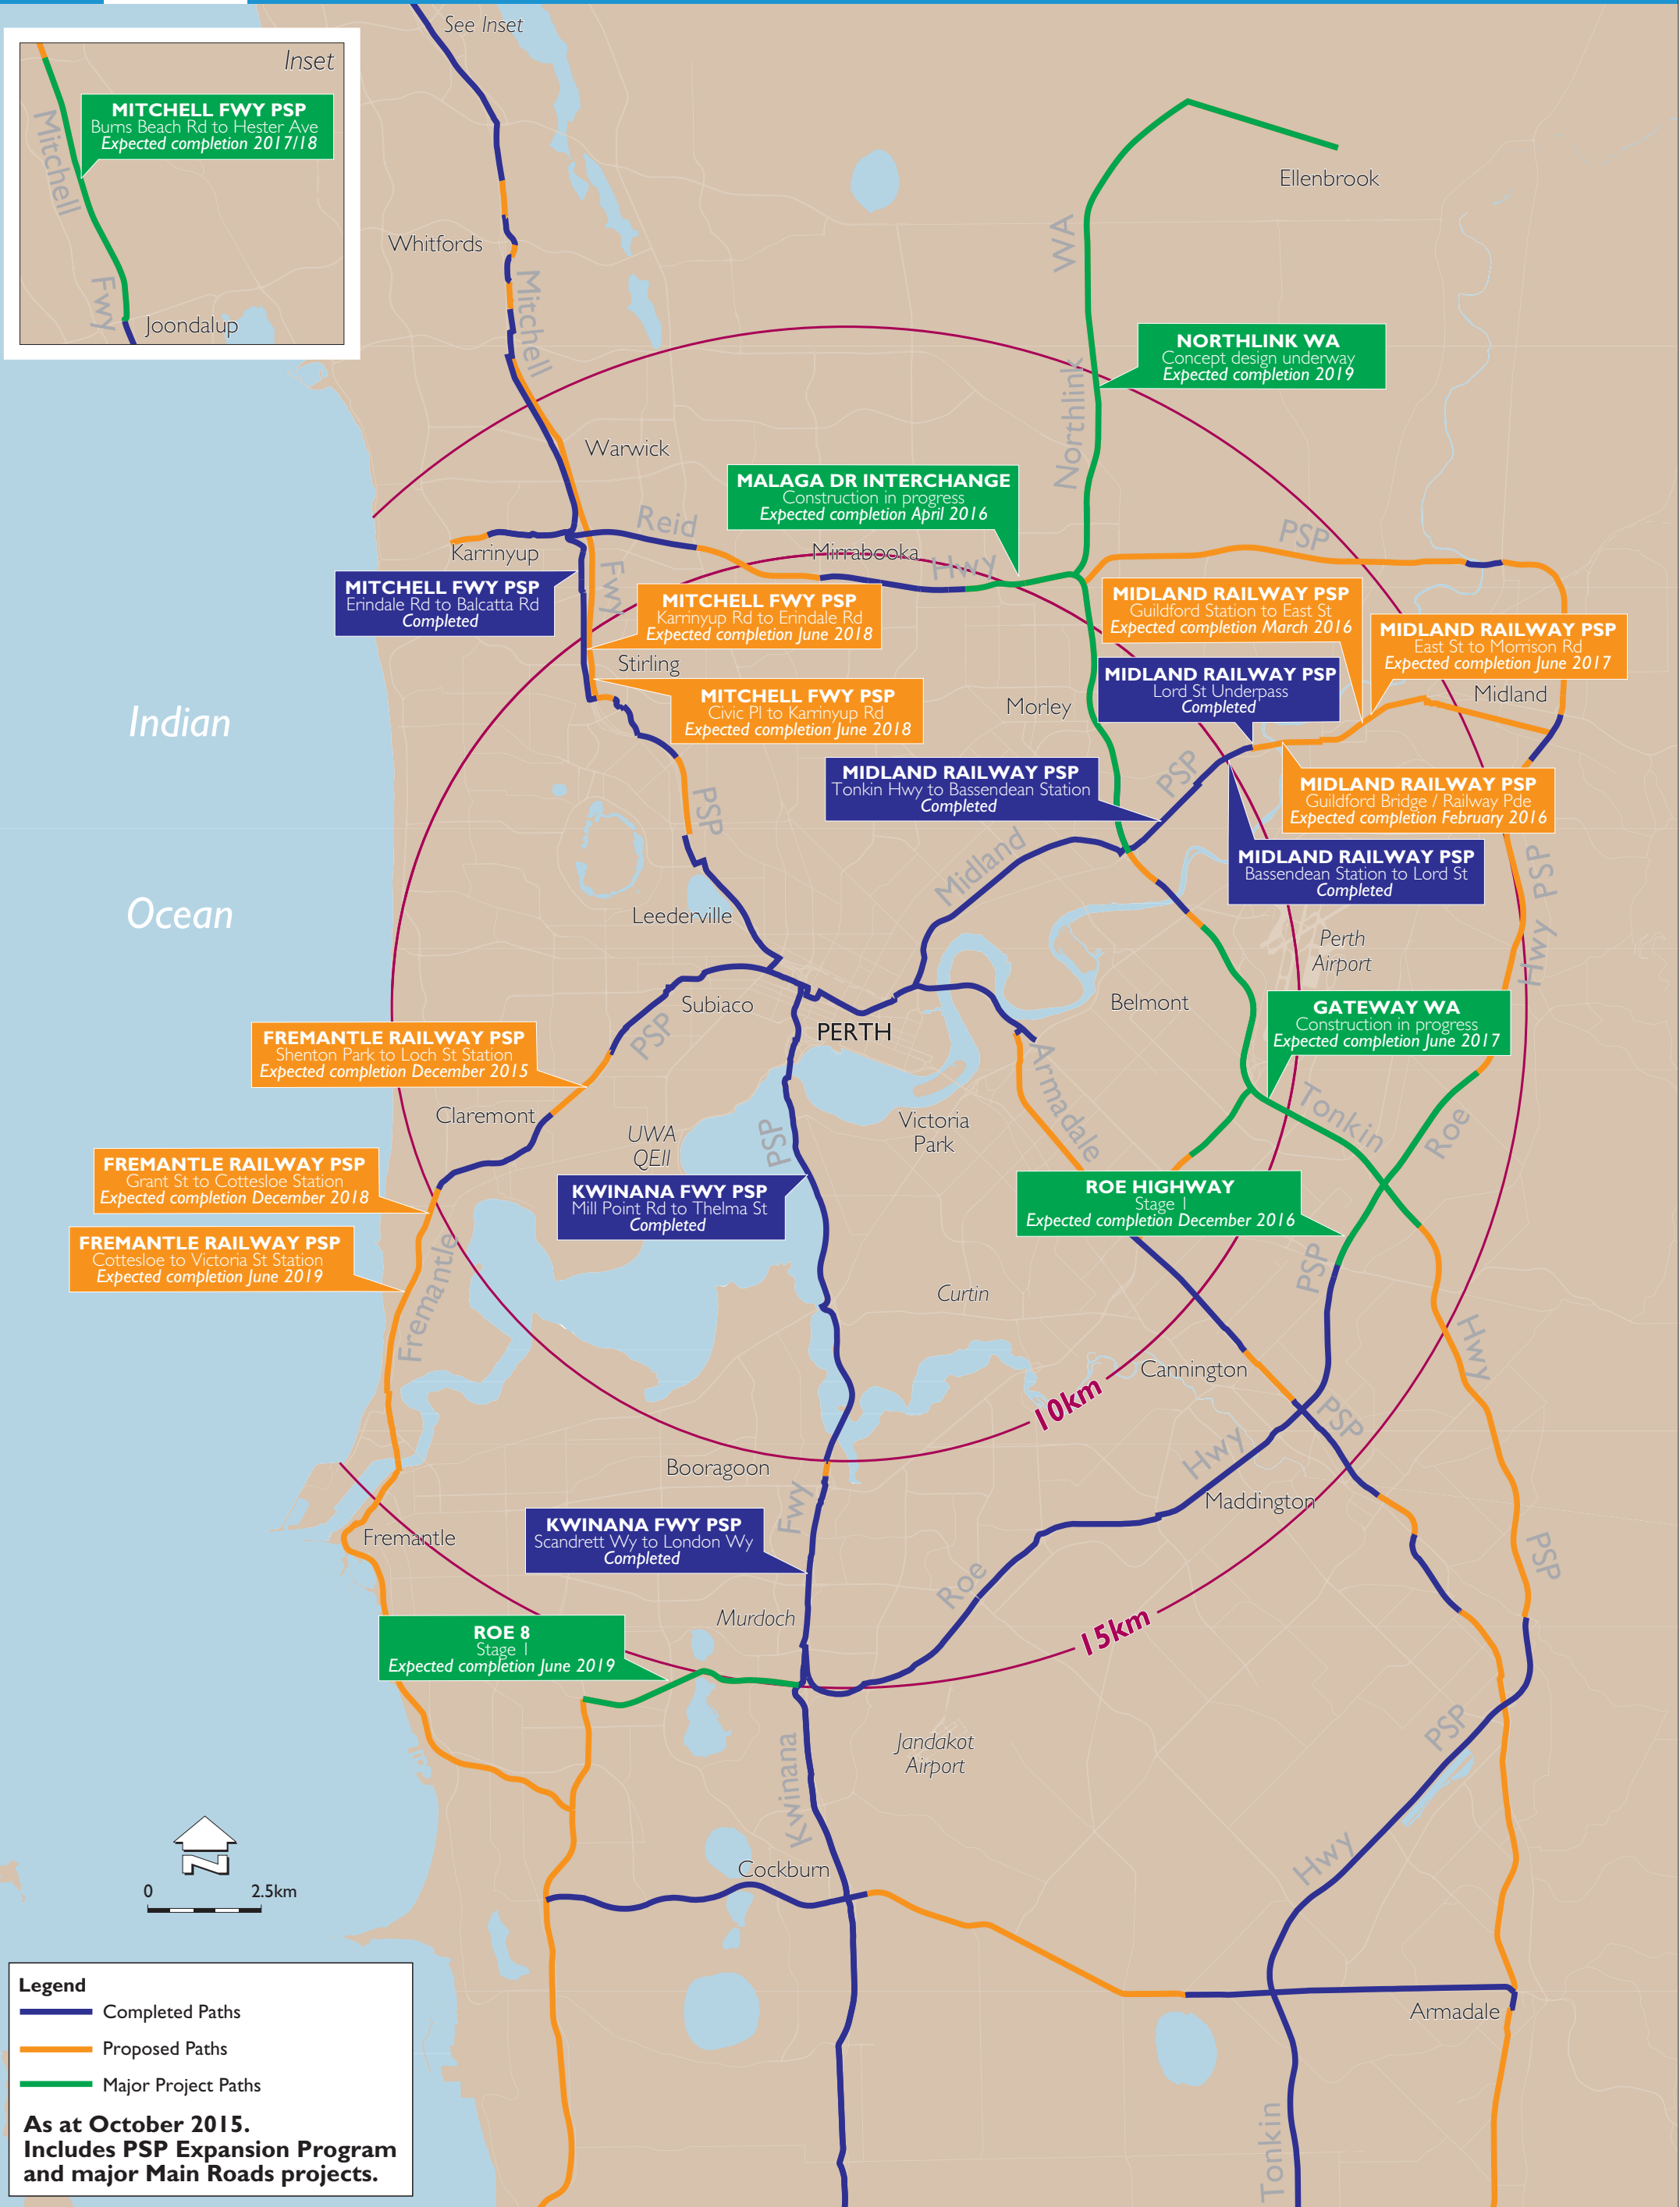 See Inset
Inset
MITCHELL FWY PSP
Burns Beach Rd to Hester Ave
Expected completion 2017/18
Mitchell
Fwy
Joondalup
Ellenbrook
Whitfords
Mitchell
WA
Northlink
NORTHLINK WA
Concept design underway
Expected completion 2019
Warwick
MALAGA DR INTERCHANGE
Construction in progress
Expected completion April 2016
Reid
Karrinyup
Mirrabooka
Hwy
PSP
Fwy
MITCHELL FWY PSP
Erindale Rd to Balcatta Rd
Completed
MITCHELL FWY PSP
Karrinyup Rd to Erindale Rd
Expected completion June 2018
MIDLAND RAILWAY PSP
Guildford Station to East St
Expected completion March 2016
MIDLAND RAILWAY PSP
East St to Morrison Rd
Expected completion June 2017
Stirling
MIDLAND RAILWAY PSP
Lord St Underpass
Completed
Midland
MITCHELL FWY PSP
Civic Pl to Karrinyup Rd
Expected completion June 2018
Morley
Indian
Ocean
PSP
MIDLAND RAILWAY PSP
Tonkin Hwy to Bassendean Station
Completed
PSP
MIDLAND RAILWAY PSP
Guildford Bridge / Railway Pde
Expected completion February 2016
Midland
MIDLAND RAILWAY PSP
Bassendean Station to Lord St
Completed
PSP
Hwy
Leederville
Perth
Airport
Subiaco
PERTH
Belmont
GATEWAY WA
Construction in progress
Expected completion June 2017
FREMANTLE RAILWAY PSP
Shenton Park to Loch St Station
Expected completion December 2015
PSP
Claremont
UWA
QEII
PSP
Victoria
Park
Armadale
Tonkin
Roe
FREMANTLE RAILWAY PSP
Grant St to Cottesloe Station
Expected completion December 2018
KWINANA FWY PSP
Mill Point Rd to Thelma St
Completed
ROE HIGHWAY
Stage 1
Expected completion December 2016
FREMANTLE RAILWAY PSP
Cottesloe to Victoria St Station
Expected completion June 2019
Fremantle
PSP
Curtin
Hwy
Cannington
10km
PSP
Hwy
Booragoon
Fwy
Maddington
Fremantle
KWINANA FWY PSP
Scandrett Wy to London Wy
Completed
PSP
Roe
Murdoch
15km
ROE 8
Stage 1
Expected completion June 2019
Kwinana
Jandakot
Airport
PSP
Hwy
Cockburn
N
0
2.5km
Armadale
Tonkin
Legend
Completed Paths
Proposed Paths
Major Project Paths
As at October 2015.
Includes PSP Expansion Program
and major Main Roads projects.